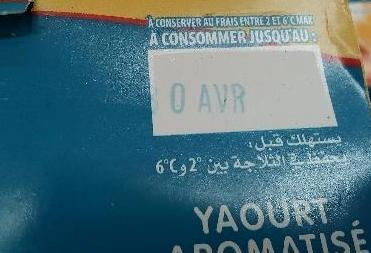 A CONSERVER AU FRAIS ENTRE 2 ET 6°C MAX
A CONSOMMER JUSQU'AU :
0 AVR
يستهلك قبل:
يحفظ في الثلاجة بين °2 و 6°C
YAOURT
AROMATISÉ